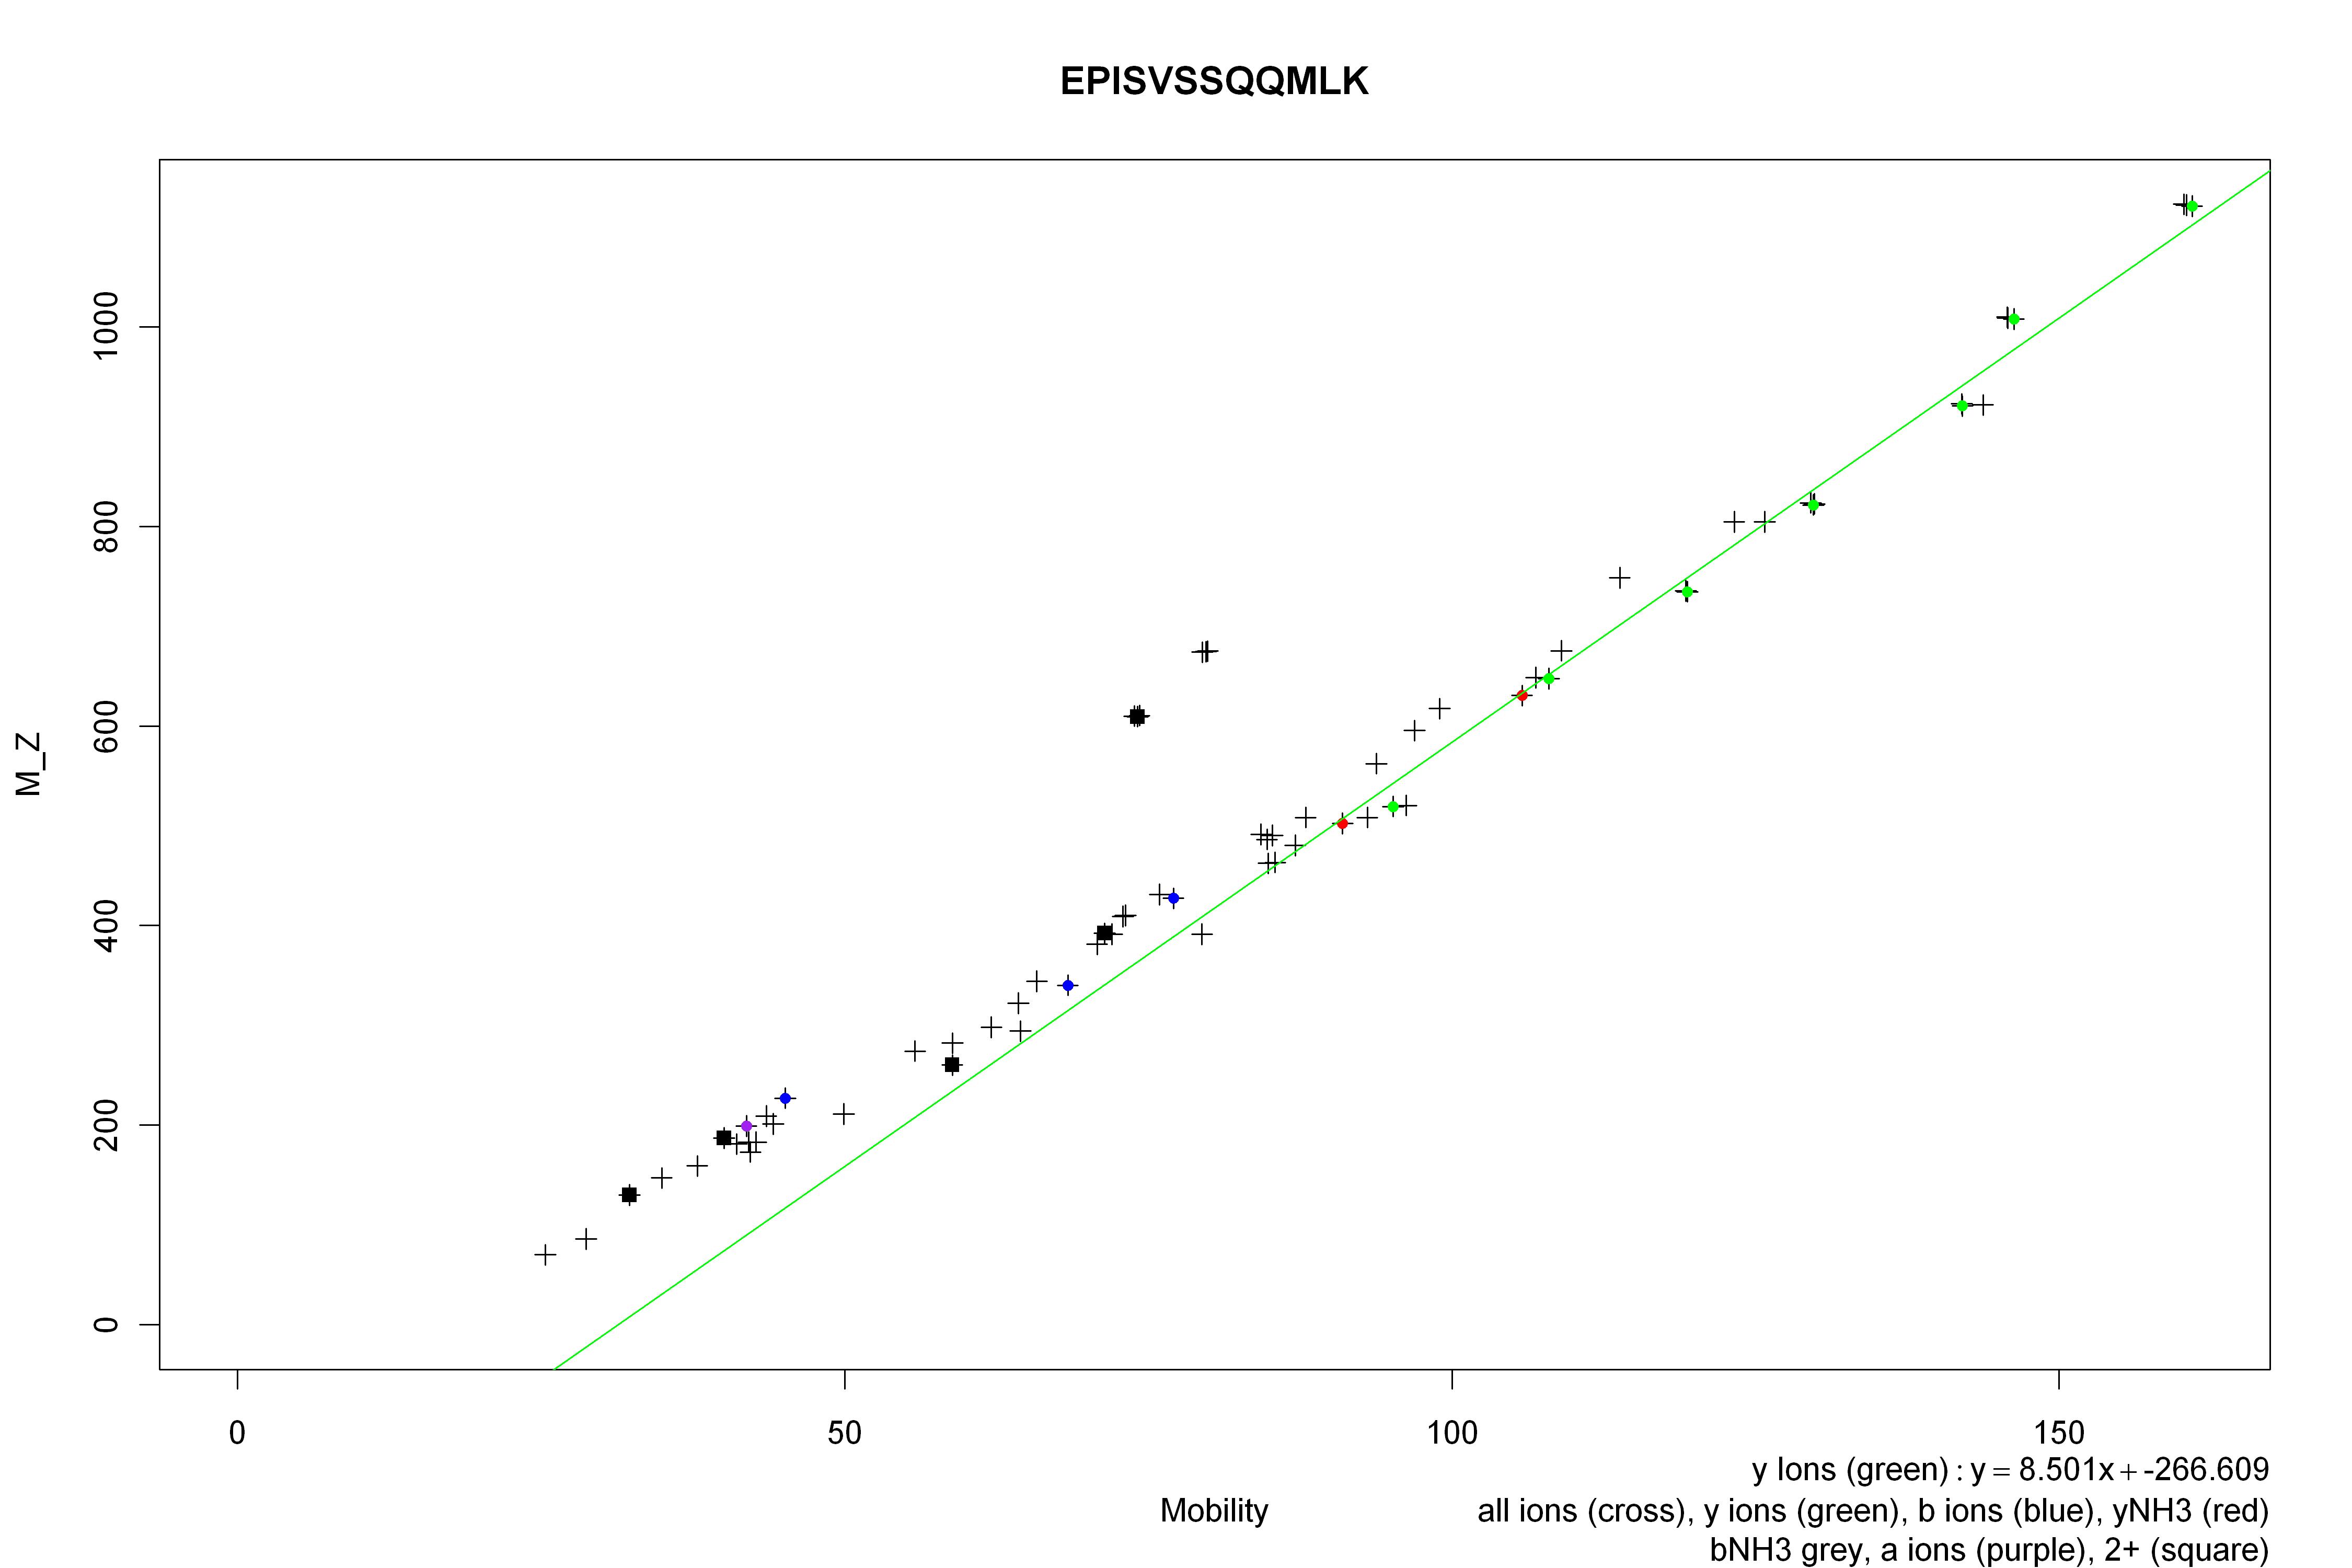 EPISVSSQQMLK
M_Z
1000
800
600
400
200
0
0 50 100 150
y Ions (green) : y = 8.501x + -266.609
Mobility
all ions (cross), y ions (green), b ions (blue), yNH3 (red)
bNH3 grey, a ions (purple), 2+ (square)